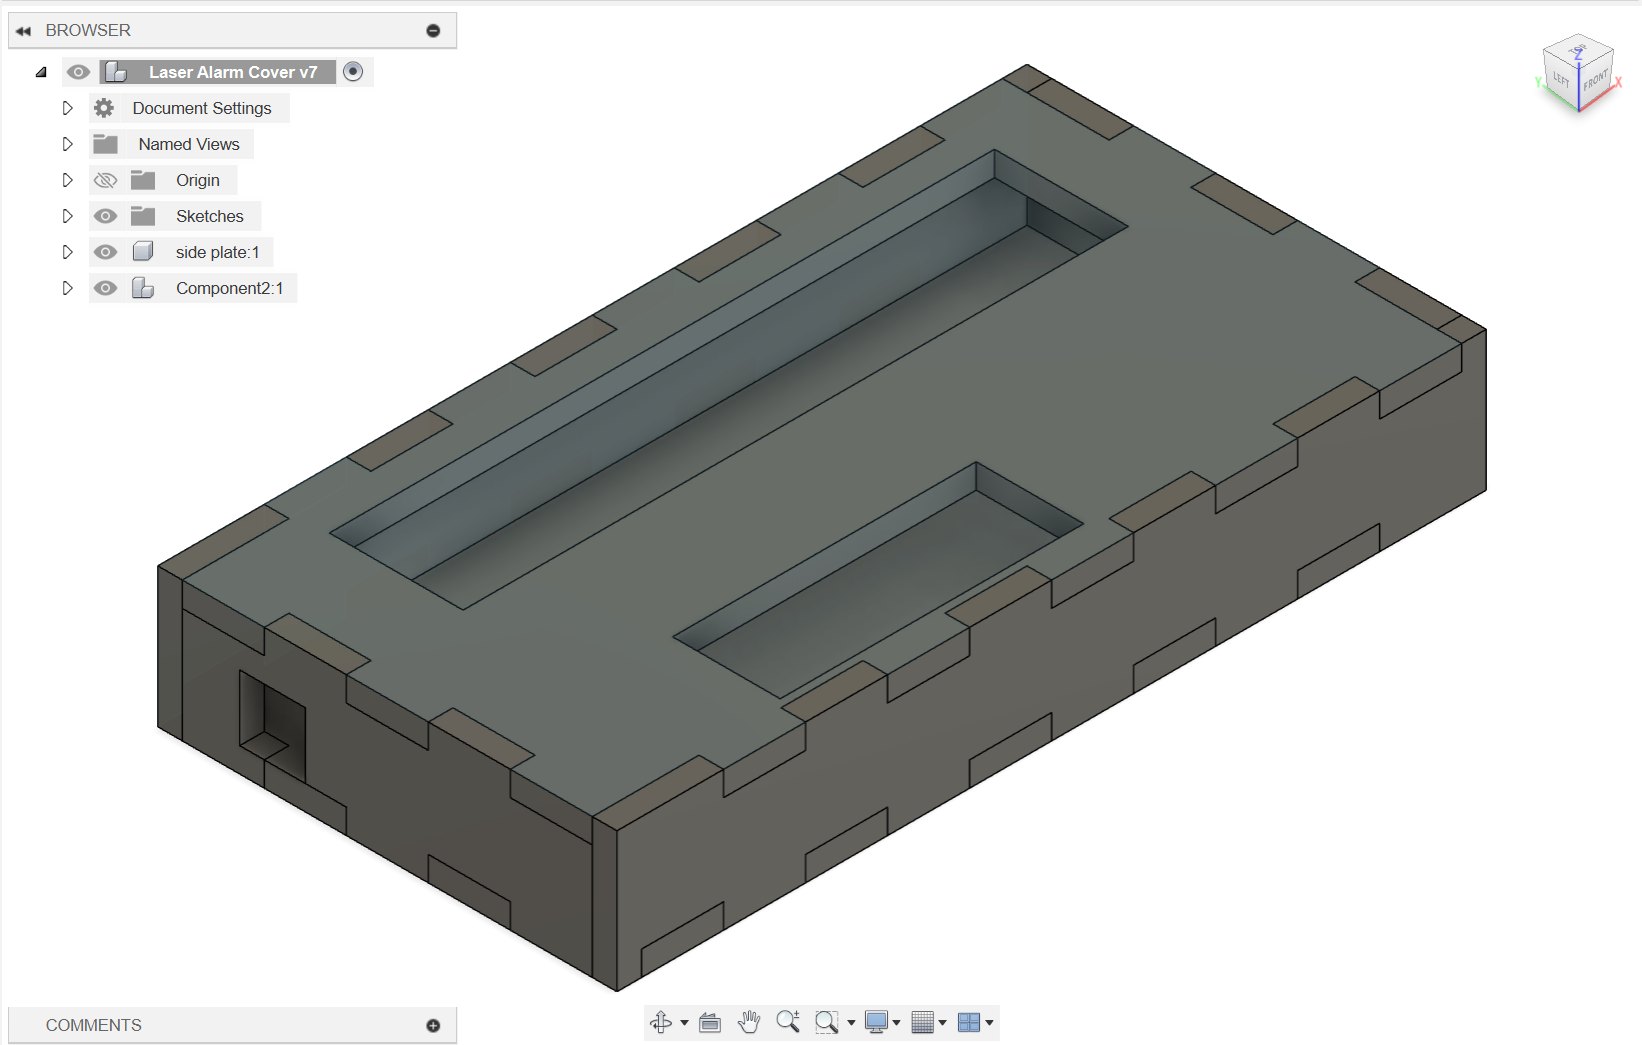 BROWSER
Laser Alarm Cover v7
Document Settings
Named Views
Origin
Sketches
side plate:1
Component2:1
TOP
Z
LEFT
FRONT
Y
X
COMMENTS